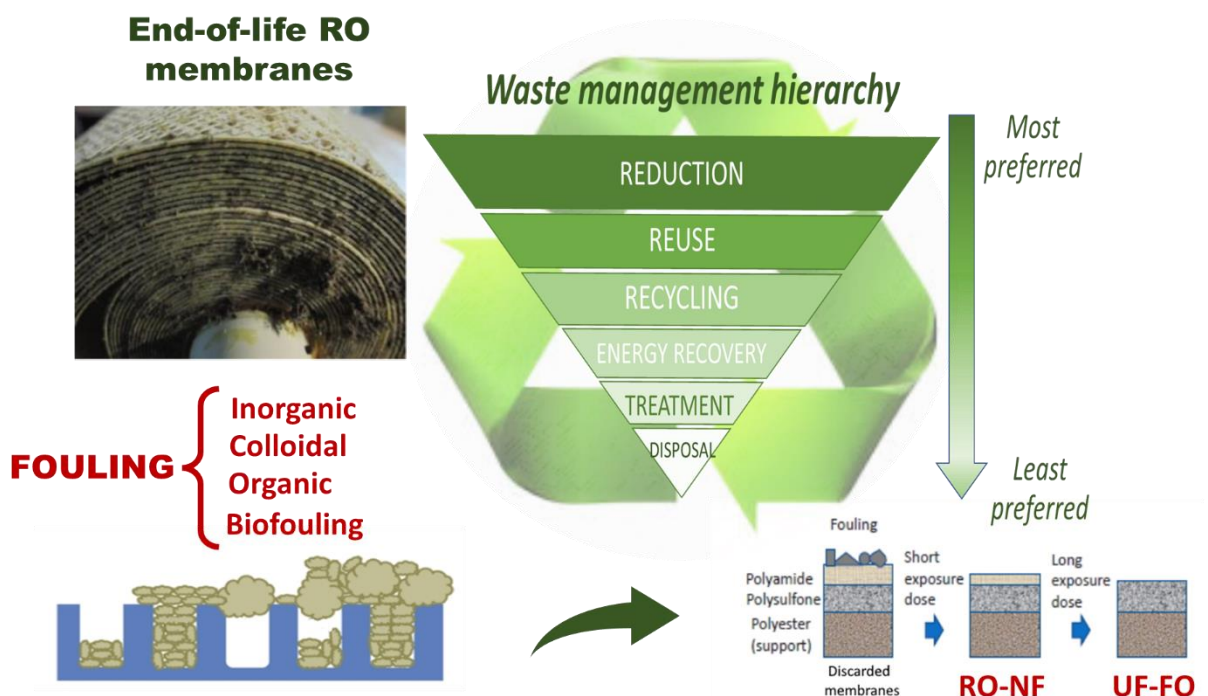 End-of-life RO
membranes
Waste management hierarchy
REDUCTION
REUSE
RECYCLING
ENERGY RECOVERY
TREATMENT
DISPOSAL
Most
preferred
Least
preferred
FOULING
Inorganic
Colloidal
Organic
Biofouling
Fouling
Polyamide
Polysulfone
Polyester
(support)
Discarded
membranes
Short
exposure
dose
RO-NF
Long
exposure
dose
UF-FO